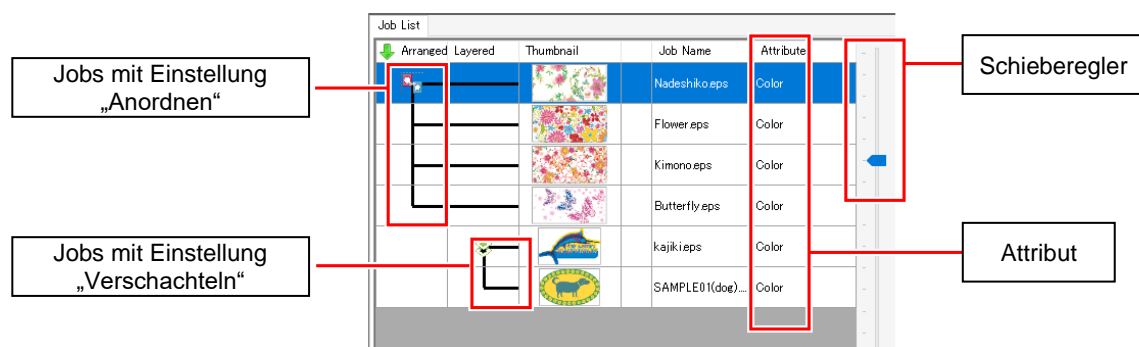 Job List
Arranged Layered Thumbnail Job Name Attribute
Nadeshiko.eps Color
Flower.eps Color
Kimono.eps Color
Butterfly.eps Color
kajiki.eps Color
SAMPLE01(dog).... Color
Jobs mit Einstellung
„Anordnen“
Jobs mit Einstellung
„Verschachteln“
Schieberegler
Attribut